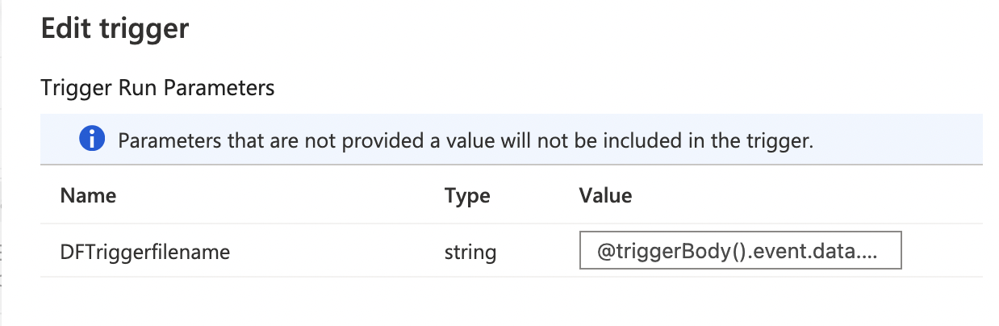 Edit trigger
Trigger Run Parameters
Parameters that are not provided a value will not be included in the trigger.
Name Type Value
DFTriggerfilename string @triggerBody().event.data....